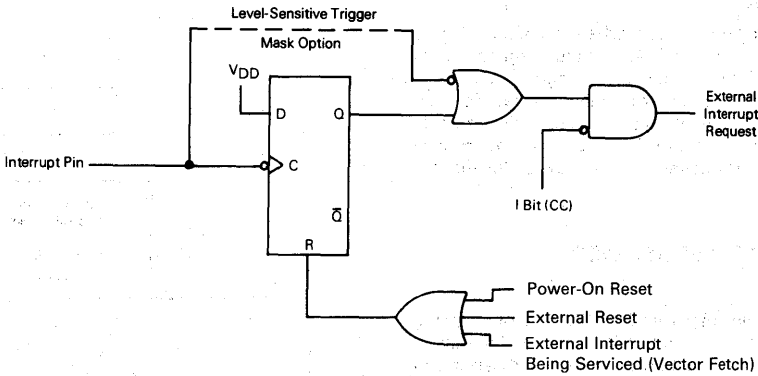 Level-Sensitive Trigger
Mask Option
VDD
D
Q
External
Interrupt
Request
Interrupt Pin
C
I Bit (CC)
Q̅
R
Power-On Reset
External Reset
External Interrupt
Being Serviced (Vector Fetch)